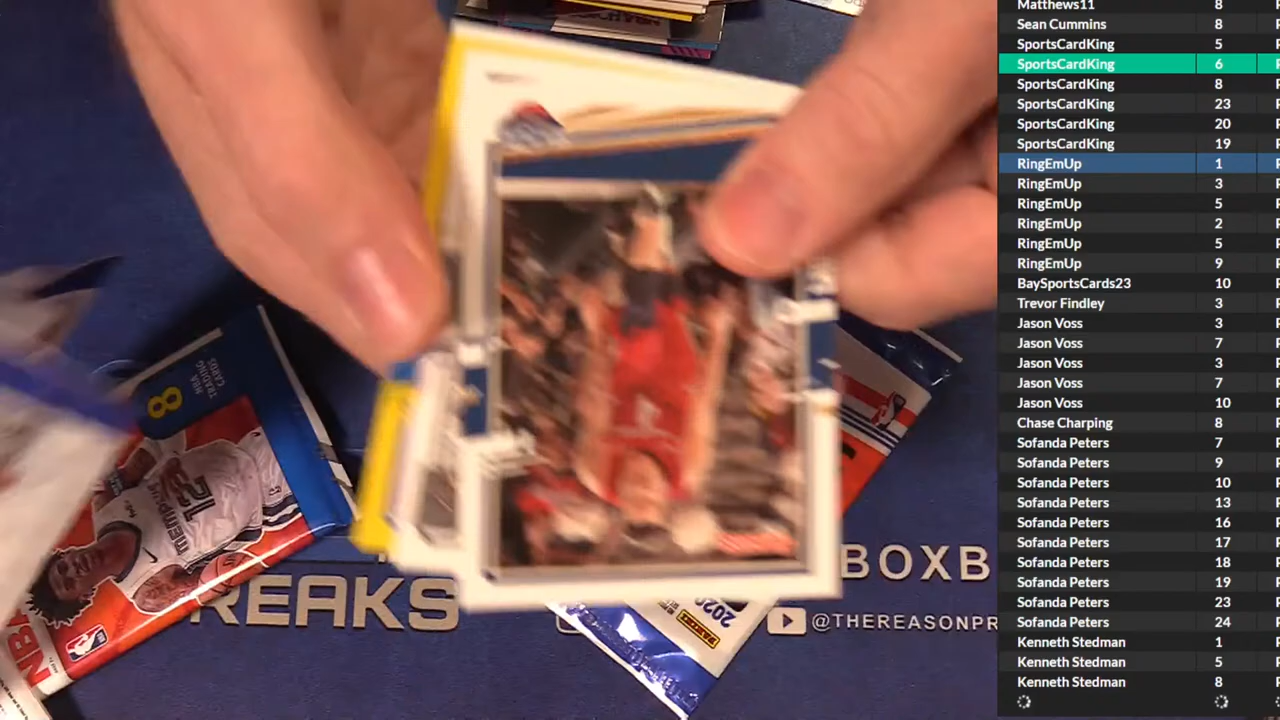 Matthews11 8
Sean Cummins 8
SportsCardKing 5
SportsCardKing 6
SportsCardKing 8
SportsCardKing 23
SportsCardKing 20
SportsCardKing 19
RingEmUp 1
RingEmUp 3
RingEmUp 5
RingEmUp 2
RingEmUp 5
RingEmUp 9
BaySportsCards23 10
Trevor Findley 3
Jason Voss 3
Jason Voss 7
Jason Voss 3
Jason Voss 7
Jason Voss 10
Chase Charping 8
Sofanda Peters 7
Sofanda Peters 9
Sofanda Peters 10
Sofanda Peters 13
Sofanda Peters 16
Sofanda Peters 17
Sofanda Peters 18
Sofanda Peters 19
Sofanda Peters 23
Sofanda Peters 24
Kenneth Stedman 1
Kenneth Stedman 5
Kenneth Stedman 8
8
NBA
TRADING
CARDS
MEMPHIS
12
NBA
REAKS
BOXB
@THEREASONPR
PANINI